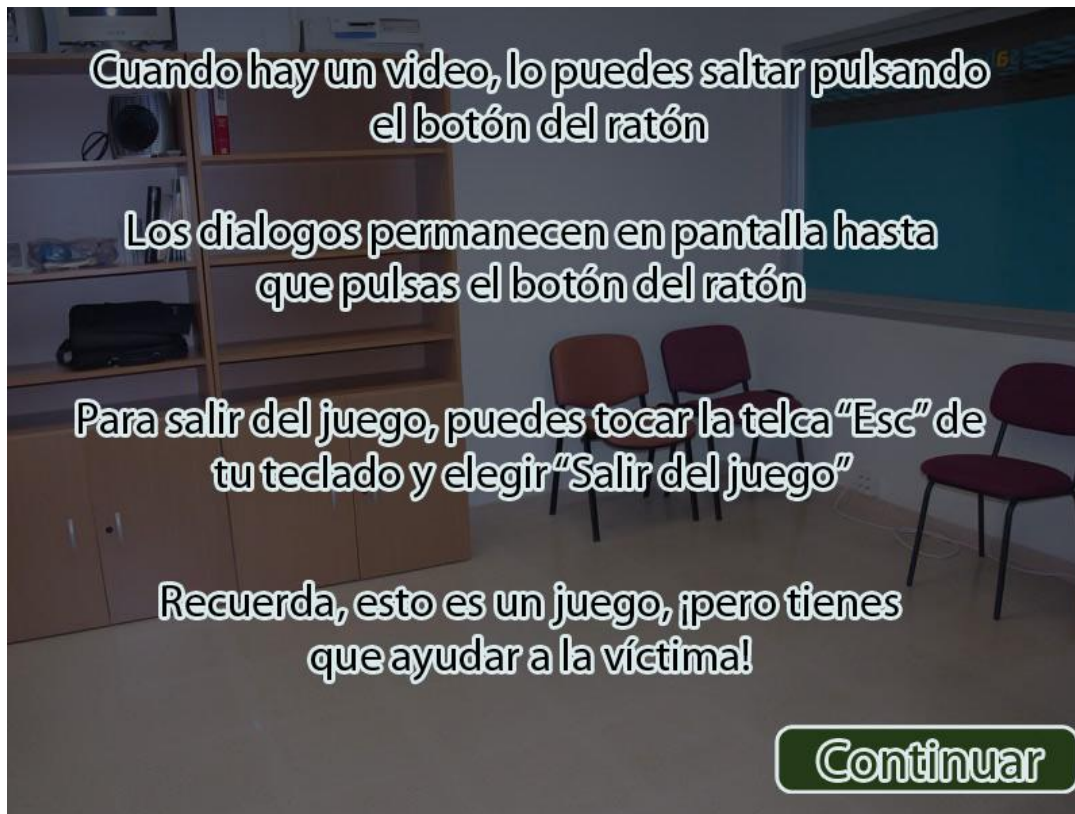 Cuando hay un video, lo puedes saltar pulsando
el botón del ratón
Los dialogos permanecen en pantalla hasta
que pulsas el botón del ratón
Para salir del juego, puedes tocar la telca “Esc” de
tu teclado y elegir “Salir del juego”
Recuerda, esto es un juego, ¡pero tienes
que ayudar a la víctima!
Continuar